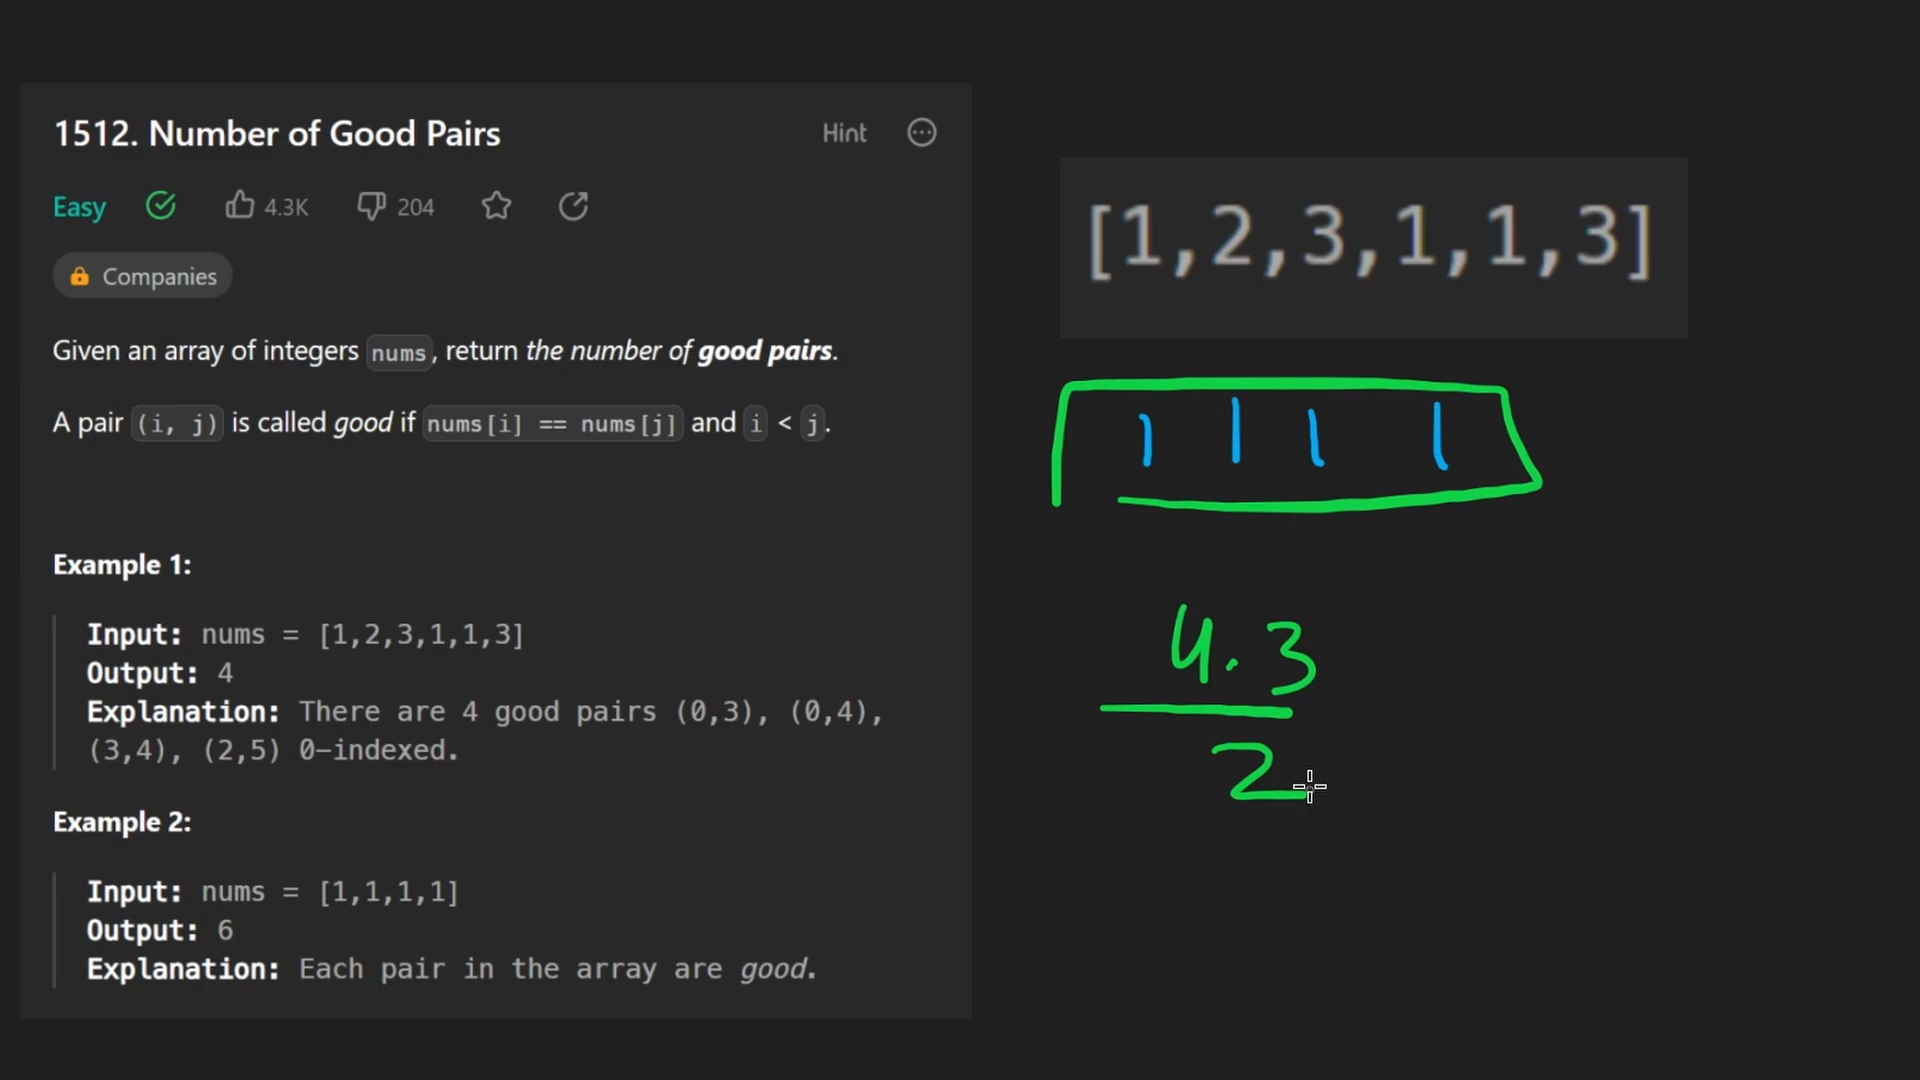 1512. Number of Good Pairs
Hint
Easy 4.3K 204
Companies
Given an array of integers nums, return the number of good pairs.
A pair (i, j) is called good if nums[i] == nums[j] and i < j.
Example 1:
Input: nums = [1,2,3,1,1,3]
Output: 4
Explanation: There are 4 good pairs (0,3), (0,4),
(3,4), (2,5) 0-indexed.
Example 2:
Input: nums = [1,1,1,1]
Output: 6
Explanation: Each pair in the array are good.
[1,2,3,1,1,3]
1 1 1 1
4.3
2